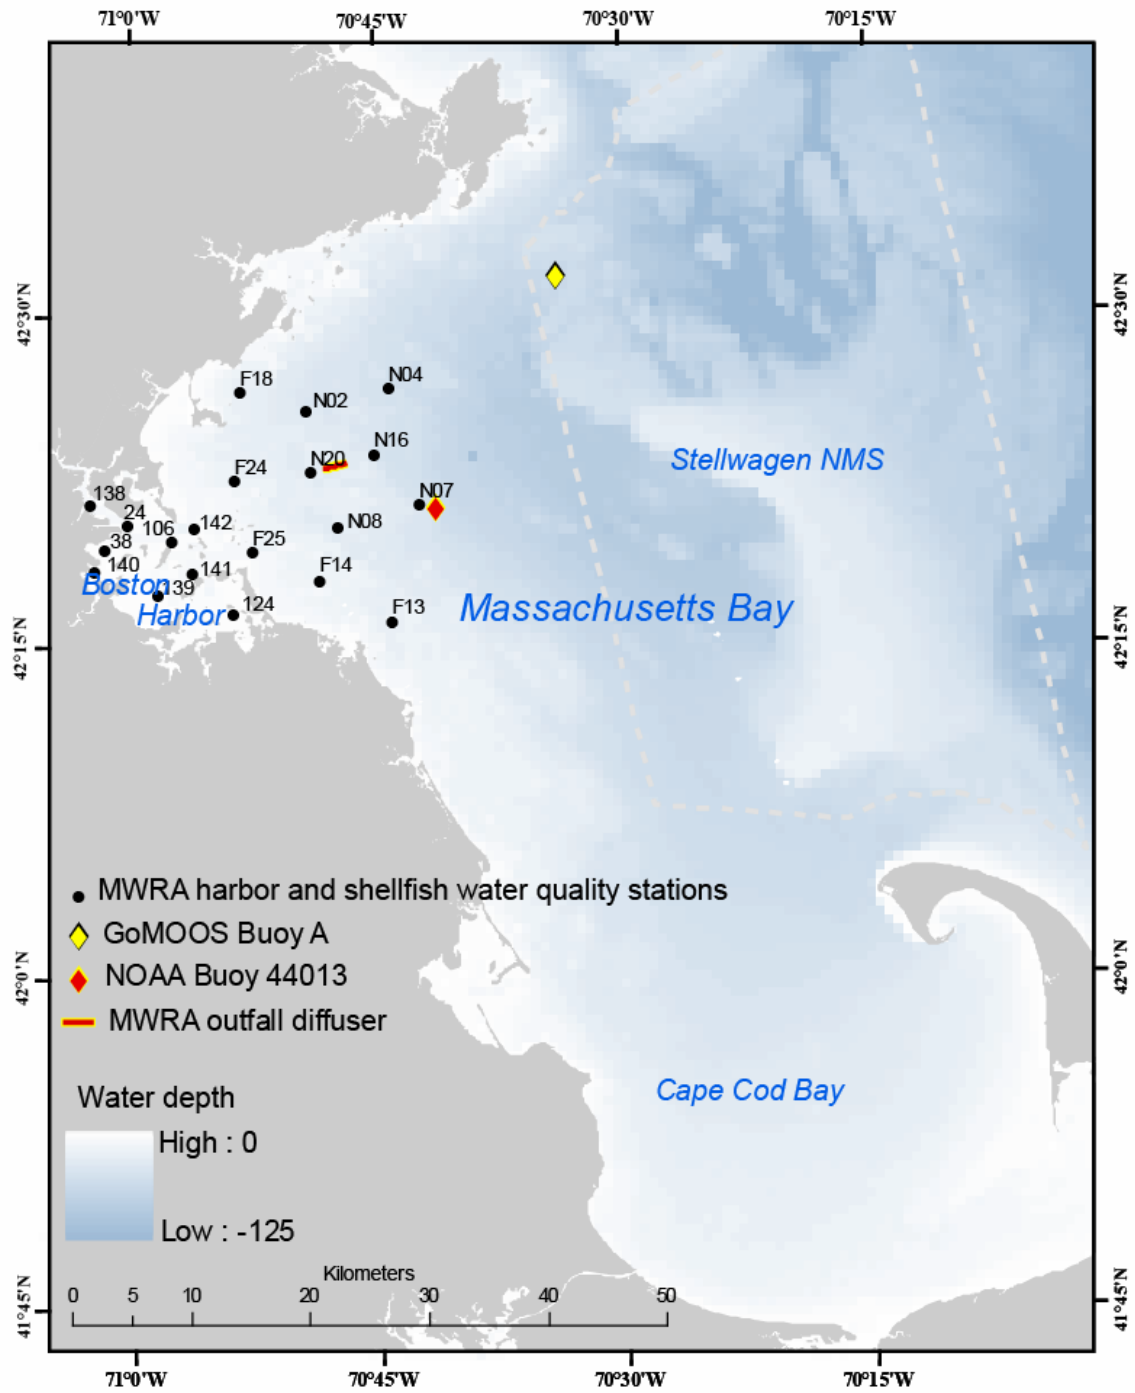 71°0'W
70°45'W
70°30'W
70°15'W
42°30'N
42°30'N
F18
N02
N04
N16
N20
F24
N07
138
24
106
142
N08
38
F25
140
141
F14
139
124
F13
Boston
Harbor
Stellwagen NMS
Massachusetts Bay
42°15'N
42°15'N
MWRA harbor and shellfish water quality stations
GoMOOS Buoy A
NOAA Buoy 44013
MWRA outfall diffuser
42°0'N
42°0'N
Cape Cod Bay
Water depth
High : 0
Low : -125
Kilometers
0 5 10 20 30 40 50
41°45'N
41°45'N
71°0'W
70°45'W
70°30'W
70°15'W